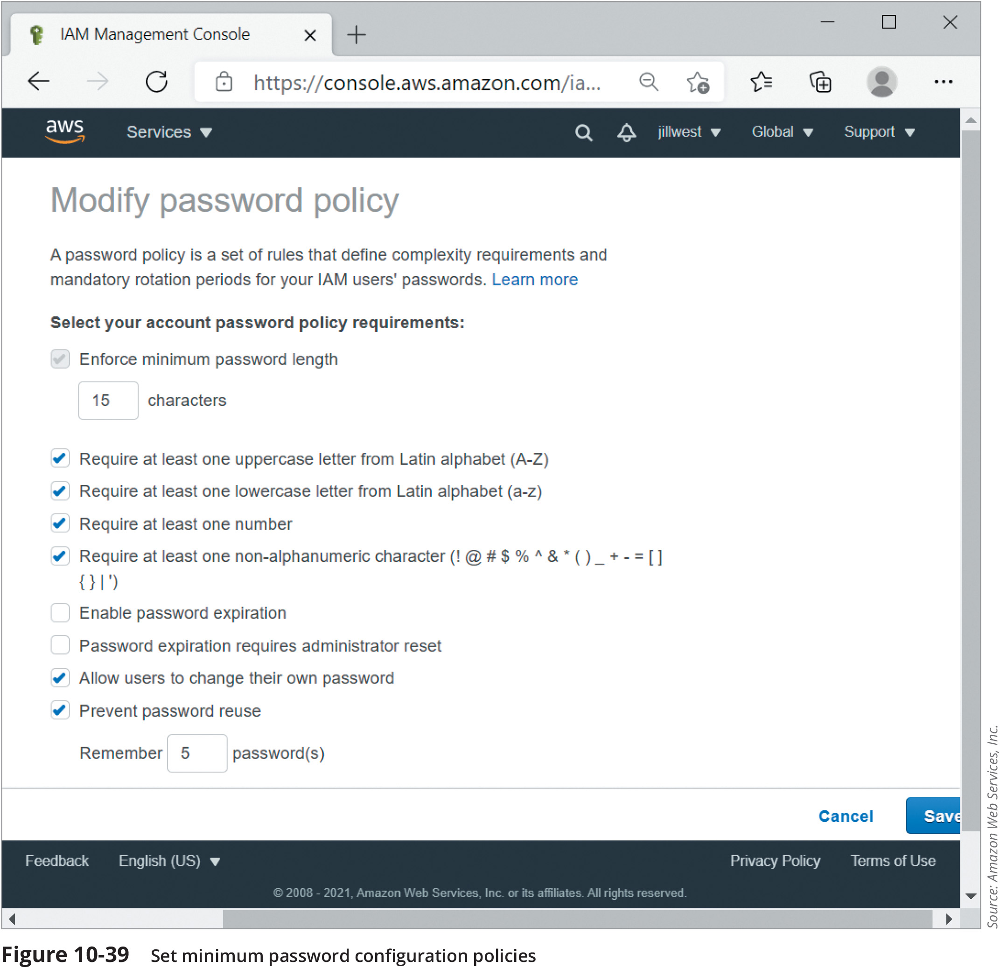 IAM Management Console
https://console.aws.amazon.com/ia...
aws Services jillwest Global Support
Modify password policy
A password policy is a set of rules that define complexity requirements and
mandatory rotation periods for your IAM users' passwords. Learn more
Select your account password policy requirements:
Enforce minimum password length
15 characters
Require at least one uppercase letter from Latin alphabet (A-Z)
Require at least one lowercase letter from Latin alphabet (a-z)
Require at least one number
Require at least one non-alphanumeric character (! @ # $ % ^ & * ( ) _ + - = [ ]
{ } | ')
Enable password expiration
Password expiration requires administrator reset
Allow users to change their own password
Prevent password reuse
Remember 5 password(s)
Cancel Save
Feedback English (US) Privacy Policy Terms of Use
© 2008 - 2021, Amazon Web Services, Inc. or its affiliates. All rights reserved.
Source: Amazon Web Services, Inc.
Figure 10-39 Set minimum password configuration policies